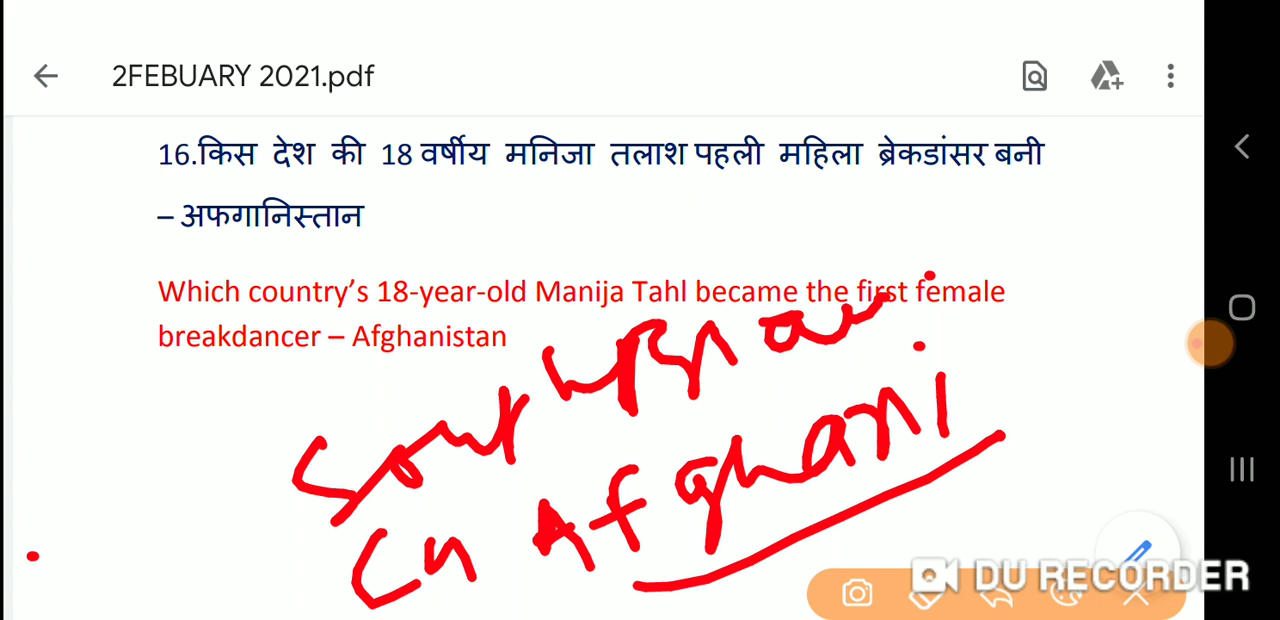 2FEBUARY 2021.pdf
16.किस देश की 18 वर्षीय मनिजा तलाश पहली महिला ब्रेकडांसर बनी
– अफगानिस्तान
Which country's 18-year-old Manija Tahl became the first female
breakdancer – Afghanistan
South
Afghani
DU RECORDER